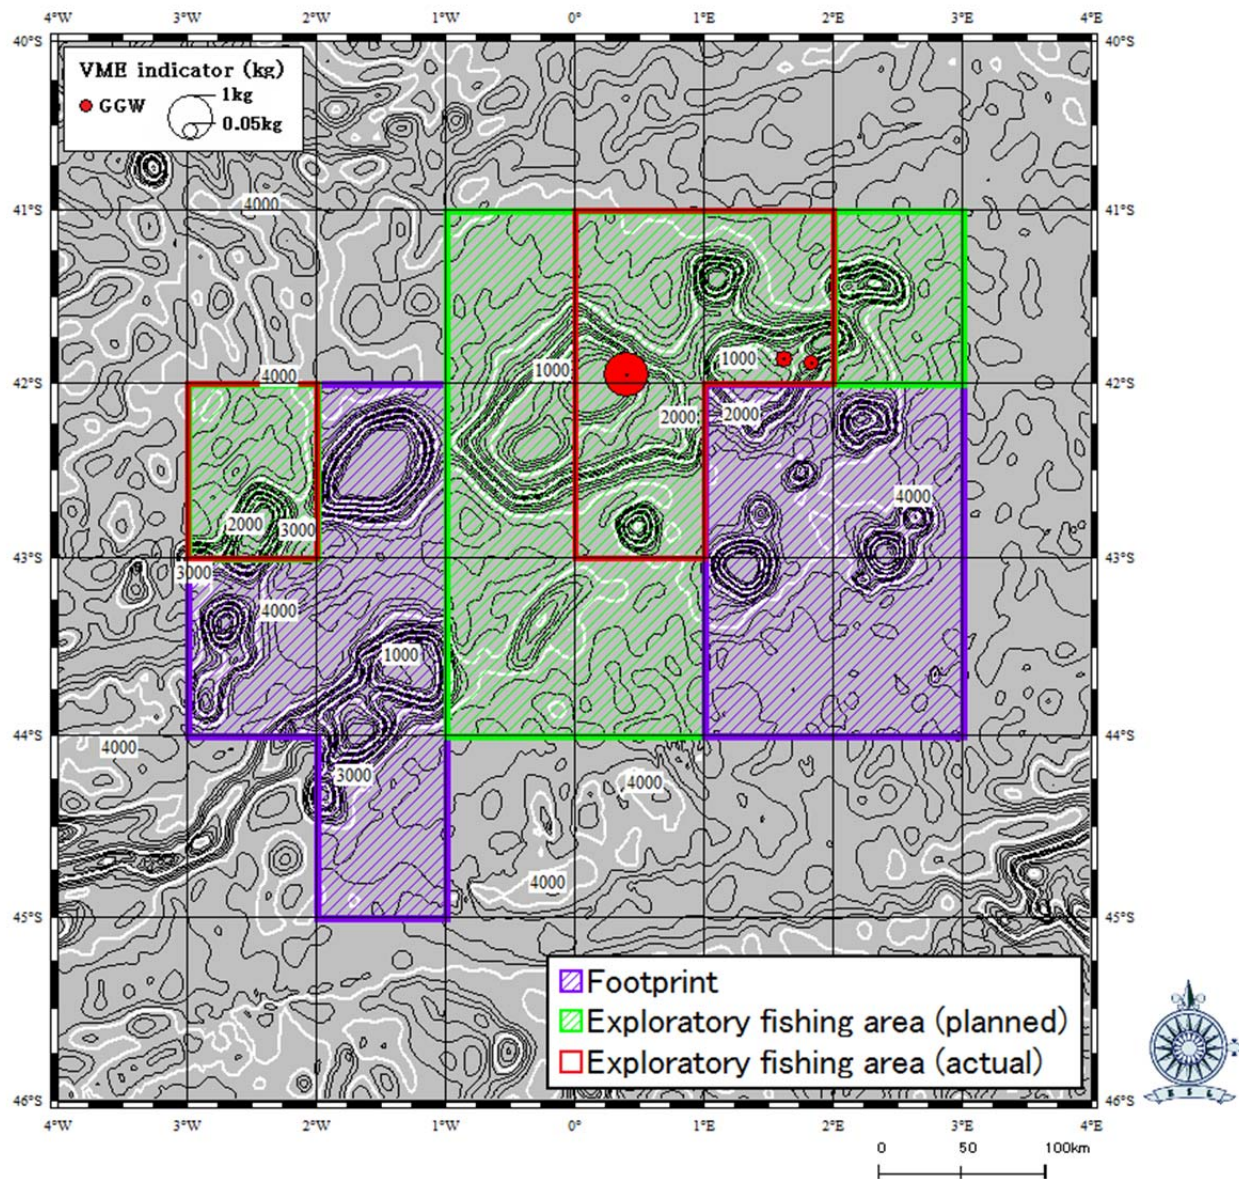 4°W 3°W 2°W 1°W 0° 1°E 2°E 3°E 4°E
40°S 40°S
VME indicator (kg)
GGW
1kg
0.05kg
4000
41°S 41°S
1000
1000
4000
42°S 42°S
2000
2000
4000
2000
3000
43°S 43°S
3000
4000
1000
44°S 44°S
4000
3000
4000
4000
45°S 45°S
Footprint
Exploratory fishing area (planned)
Exploratory fishing area (actual)
46°S 46°S
4°W 3°W 2°W 1°W 0° 1°E 2°E 3°E 4°E
0 50 100km